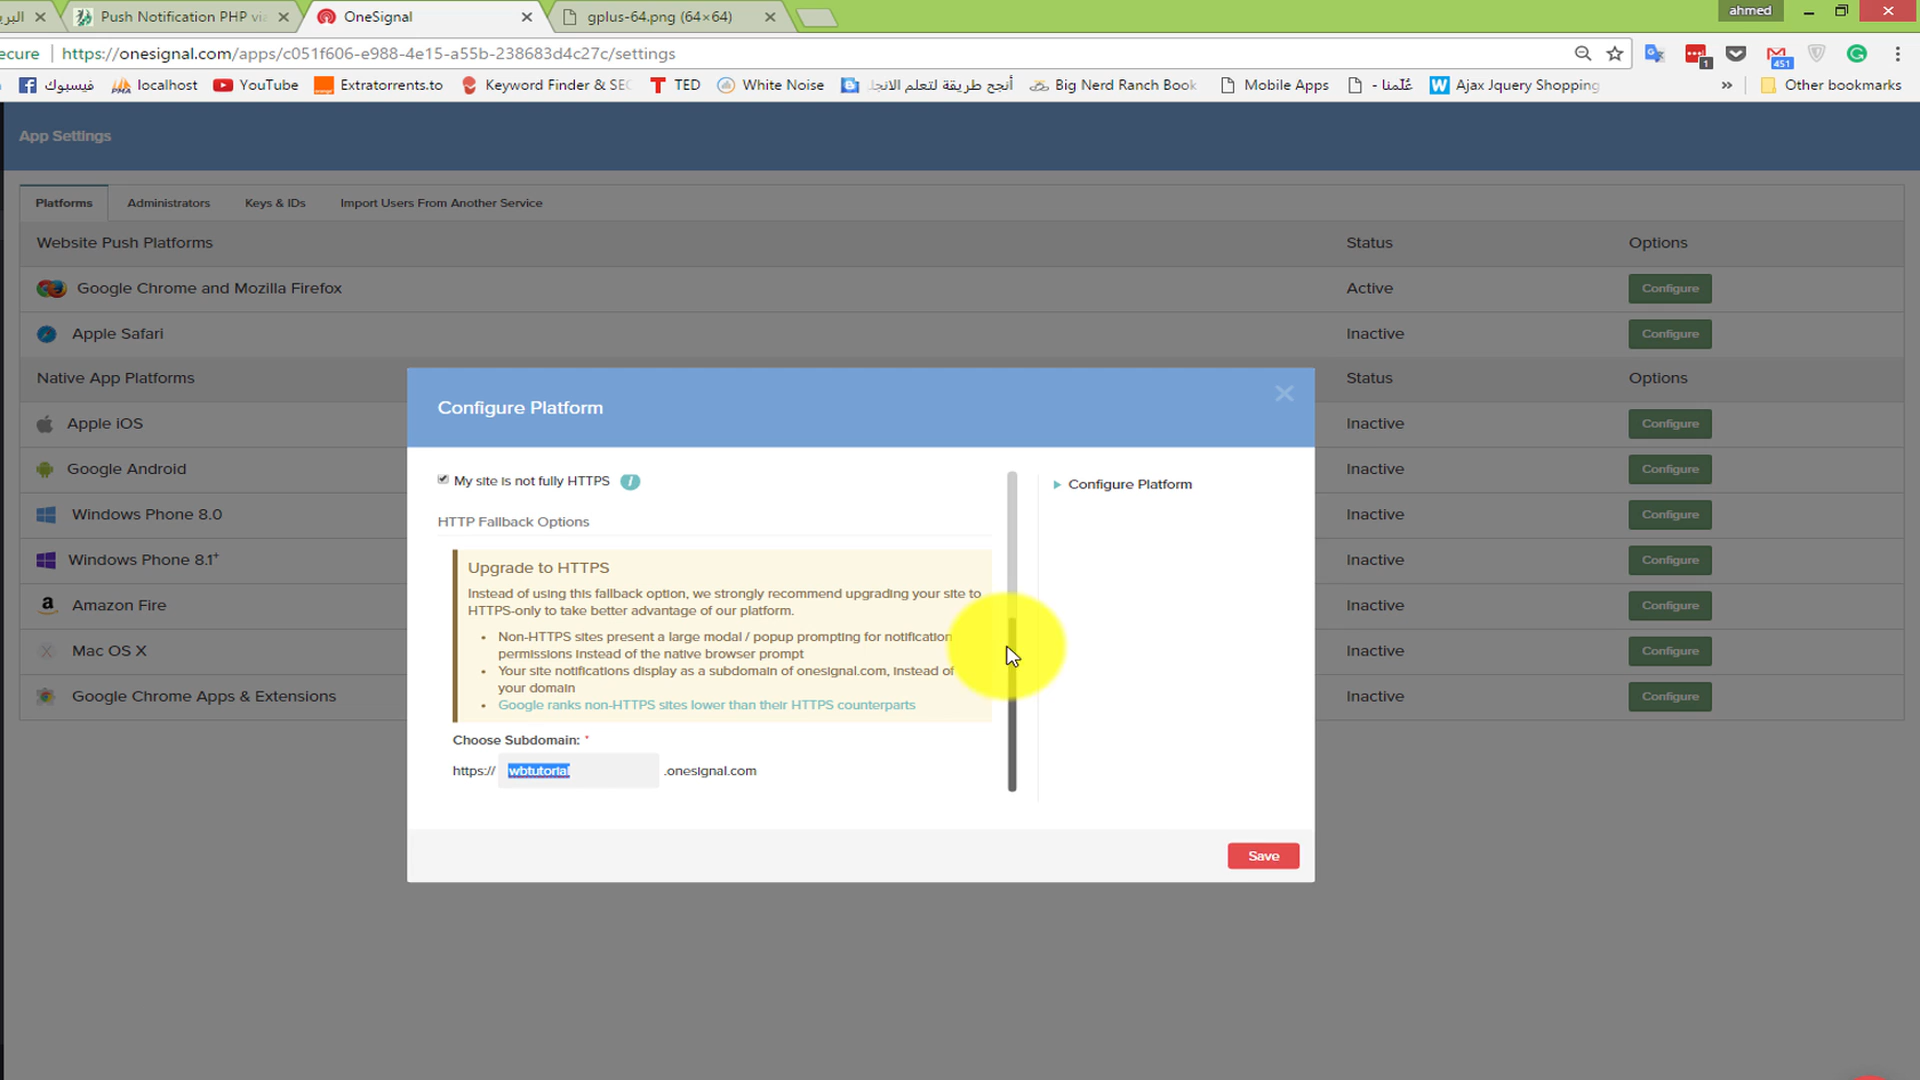 البري
Push Notification PHP via
OneSignal
gplus-64.png (64×64)
ahmed
ecure
https://onesignal.com/apps/c051f606-e988-4e15-a55b-238683d4c27c/settings
1
451
فيسبوك
localhost
YouTube
Extratorrents.to
Keyword Finder & SEO
TED
White Noise
أنجح طريقة لتعلم الانجل
Big Nerd Ranch Book
Mobile Apps
عُلّمنا -
Ajax Jquery Shopping
»
Other bookmarks
App Settings
Platforms
Administrators
Keys & IDs
Import Users From Another Service
Website Push Platforms
Status
Options
Google Chrome and Mozilla Firefox
Active
Configure
Apple Safari
Inactive
Configure
Native App Platforms
Status
Options
Apple iOS
Inactive
Configure
Google Android
Inactive
Configure
Windows Phone 8.0
Inactive
Configure
Windows Phone 8.1+
Inactive
Configure
Amazon Fire
Inactive
Configure
Mac OS X
Inactive
Configure
Google Chrome Apps & Extensions
Inactive
Configure
Configure Platform
My site is not fully HTTPS
HTTP Fallback Options
Upgrade to HTTPS
Instead of using this fallback option, we strongly recommend upgrading your site to
HTTPS-only to take better advantage of our platform.
• Non-HTTPS sites present a large modal / popup prompting for notification
permissions instead of the native browser prompt
• Your site notifications display as a subdomain of onesignal.com, instead of
your domain
• Google ranks non-HTTPS sites lower than their HTTPS counterparts
Choose Subdomain: *
https:// wbtutorial .onesignal.com
Configure Platform
Save